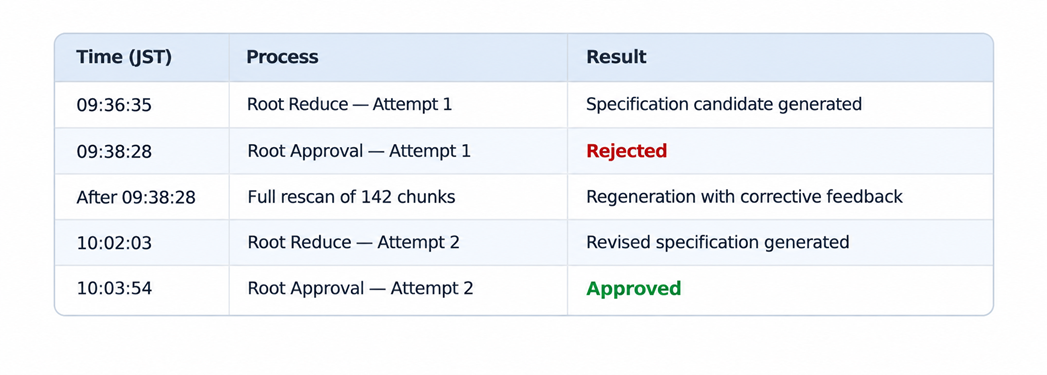 Time (JST) Process Result
09:36:35 Root Reduce — Attempt 1 Specification candidate generated
09:38:28 Root Approval — Attempt 1 Rejected
After 09:38:28 Full rescan of 142 chunks Regeneration with corrective feedback
10:02:03 Root Reduce — Attempt 2 Revised specification generated
10:03:54 Root Approval — Attempt 2 Approved